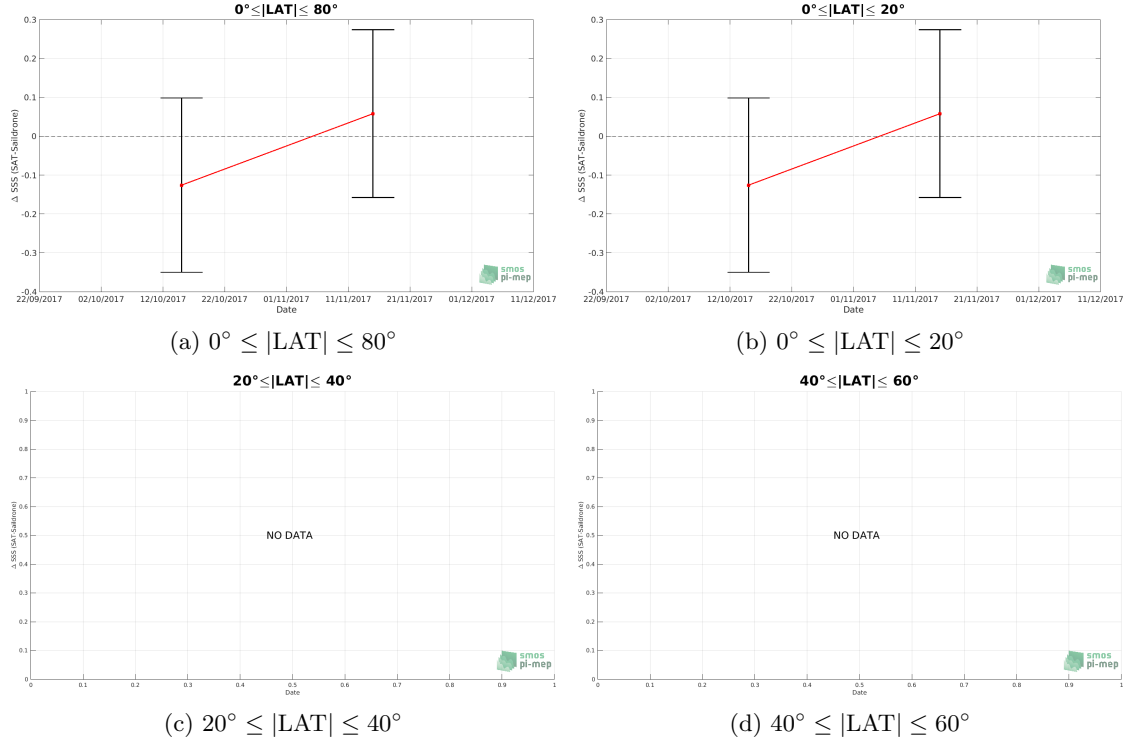 0°≤|LAT|≤ 80°
0.3
0.2
0.1
0
-0.1
-0.2
-0.3
-0.4
Δ SSS (SAT-Saildrone)
22/09/2017 02/10/2017 12/10/2017 22/10/2017 01/11/2017 11/11/2017 21/11/2017 01/12/2017 11/12/2017
Date
smos
pi-mep
(a) 0° ≤ |LAT| ≤ 80°
0°≤|LAT|≤ 20°
0.3
0.2
0.1
0
-0.1
-0.2
-0.3
-0.4
Δ SSS (SAT-Saildrone)
22/09/2017 02/10/2017 12/10/2017 22/10/2017 01/11/2017 11/11/2017 21/11/2017 01/12/2017 11/12/2017
Date
smos
pi-mep
(b) 0° ≤ |LAT| ≤ 20°
20°≤|LAT|≤ 40°
1
0.9
0.8
0.7
0.6
0.5
0.4
0.3
0.2
0.1
0
Δ SSS (SAT-Saildrone)
NO DATA
0 0.1 0.2 0.3 0.4 0.5 0.6 0.7 0.8 0.9 1
Date
smos
pi-mep
(c) 20° ≤ |LAT| ≤ 40°
40°≤|LAT|≤ 60°
1
0.9
0.8
0.7
0.6
0.5
0.4
0.3
0.2
0.1
0
Δ SSS (SAT-Saildrone)
NO DATA
0 0.1 0.2 0.3 0.4 0.5 0.6 0.7 0.8 0.9 1
Date
smos
pi-mep
(d) 40° ≤ |LAT| ≤ 60°